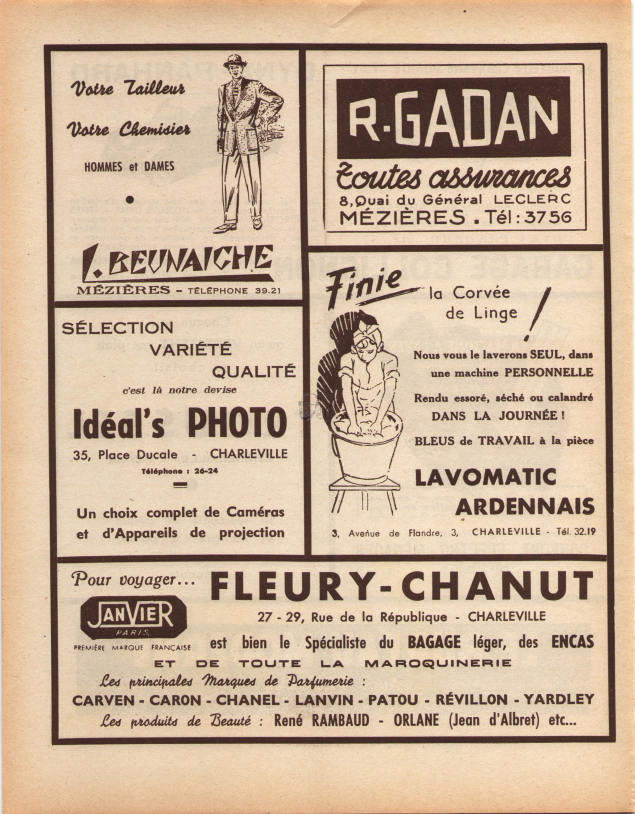 Votre Tailleur
Votre Chemisier
HOMMES et DAMES
I. BEUNAICHE
MÉZIÈRES - TÉLÉPHONE 39.21
R-GADAN
Toutes assurances
8, Quai du Général LECLERC
MÉZIÈRES. Tél: 3756
SÉLECTION
VARIÉTÉ
QUALITÉ
c'est là notre devise
Idéal's PHOTO
35, Place Ducale - CHARLEVILLE
Téléphone : 26-24
Un choix complet de Caméras
et d'Appareils de projection
Finie
la Corvée
de Linge !
Nous vous le laverons SEUL, dans
une machine PERSONNELLE
Rendu essoré, séché ou calandré
DANS LA JOURNÉE !
BLEUS de TRAVAIL à la pièce
LAVOMATIC
ARDENNAIS
3, Avenue de Flandre, 3, CHARLEVILLE - Tél. 32.19
Pour voyager...
FLEURY-CHANUT
JANVIER
PARIS
PREMIÈRE MARQUE FRANÇAISE
27 - 29, Rue de la République - CHARLEVILLE
est bien le Spécialiste du BAGAGE léger, des ENCAS
ET DE TOUTE LA MAROQUINERIE
Les principales Marques de Parfumerie :
CARVEN - CARON - CHANEL - LANVIN - PATOU - RÉVILLON - YARDLEY
Les produits de Beauté : René RAMBAUD - ORLANE (Jean d'Albret) etc...